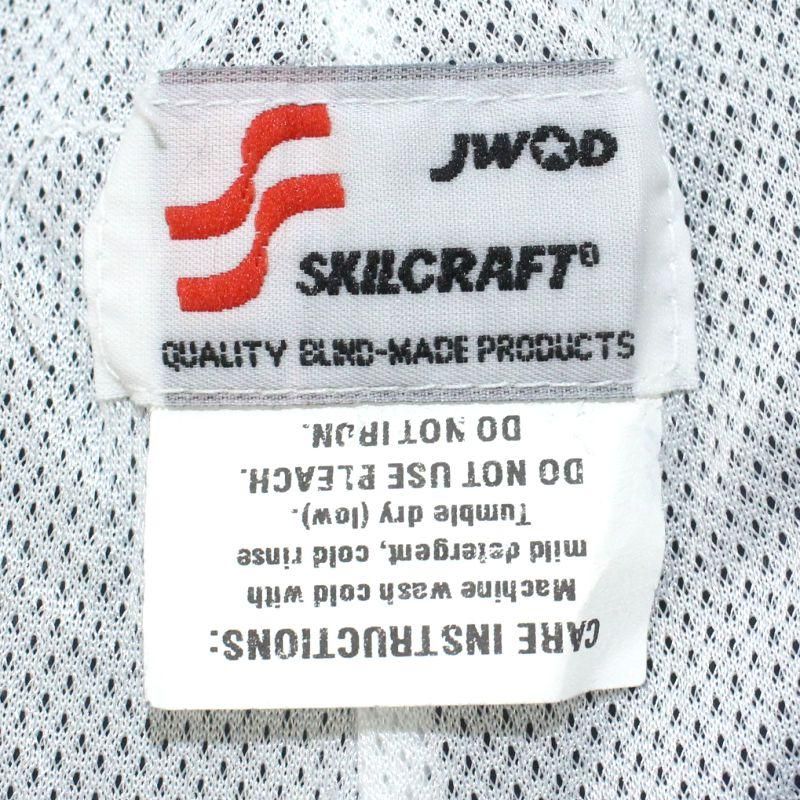 JWOD
SKILCRAFT®
QUALITY BLIND-MADE PRODUCTS
CARE INSTRUCTIONS:
Machine wash cold with
mild detergent, cold rinse
Tumble dry (low).
DO NOT USE BLEACH.
DO NOT IRON.